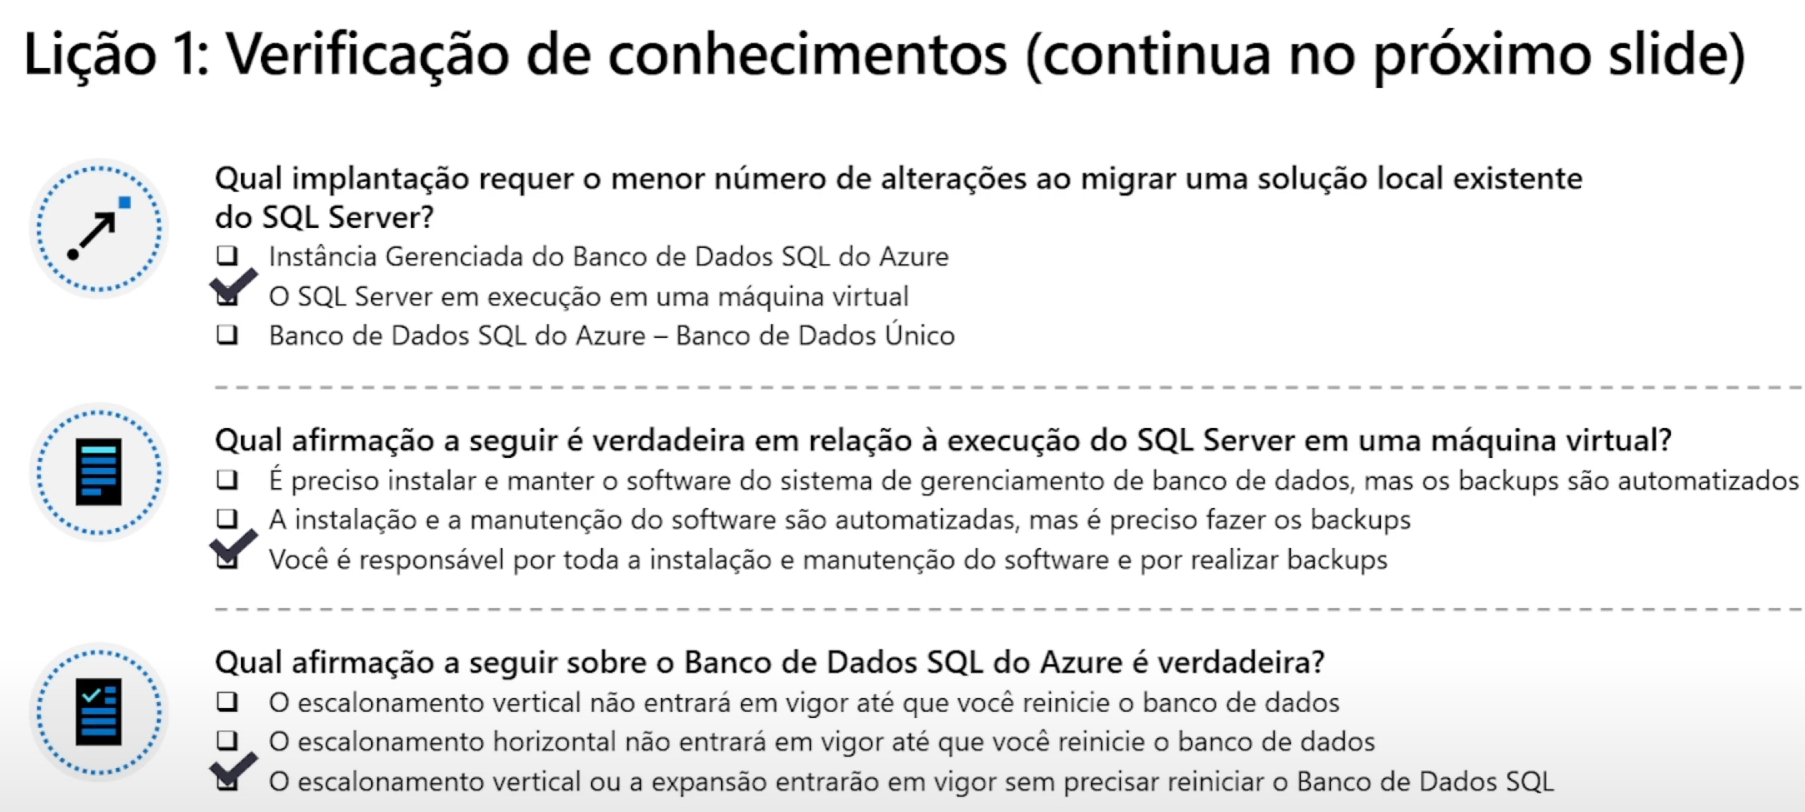 Lição 1: Verificação de conhecimentos (continua no próximo slide)
Qual implantação requer o menor número de alterações ao migrar uma solução local existente
do SQL Server?
Instância Gerenciada do Banco de Dados SQL do Azure
O SQL Server em execução em uma máquina virtual
Banco de Dados SQL do Azure – Banco de Dados Único
Qual afirmação a seguir é verdadeira em relação à execução do SQL Server em uma máquina virtual?
É preciso instalar e manter o software do sistema de gerenciamento de banco de dados, mas os backups são automatizados
A instalação e a manutenção do software são automatizadas, mas é preciso fazer os backups
Você é responsável por toda a instalação e manutenção do software e por realizar backups
Qual afirmação a seguir sobre o Banco de Dados SQL do Azure é verdadeira?
O escalonamento vertical não entrará em vigor até que você reinicie o banco de dados
O escalonamento horizontal não entrará em vigor até que você reinicie o banco de dados
O escalonamento vertical ou a expansão entrarão em vigor sem precisar reiniciar o Banco de Dados SQL